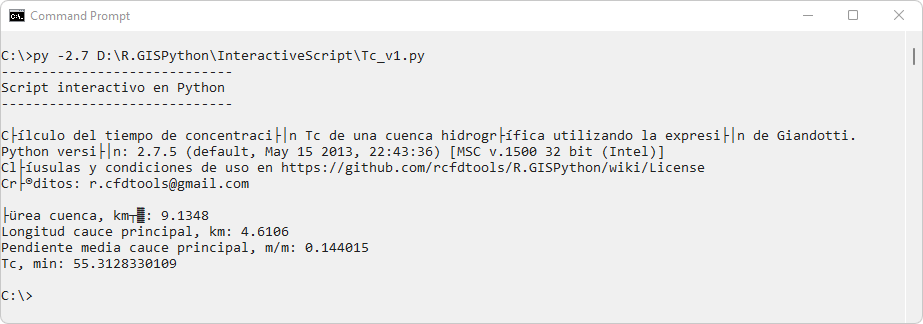 Command Prompt
C:\>py -2.7 D:\R.GISPython\InteractiveScript\Tc_v1.py
-----------------------------
Script interactivo en Python
-----------------------------
C├ílculo del tiempo de concentraci├│n Tc de una cuenca hidrogr├ífica utilizando la expresi├│n de Giandotti.
Python versi├│n: 2.7.5 (default, May 15 2013, 22:43:36) [MSC v.1500 32 bit (Intel)]
Cl├íusulas y condiciones de uso en https://github.com/rcfdtools/R.GISPython/wiki/License
Cr├®ditos: r.cfdtools@gmail.com
├ürea cuenca, km┬▓: 9.1348
Longitud cauce principal, km: 4.6106
Pendiente media cauce principal, m/m: 0.144015
Tc, min: 55.3128330109
C:\>